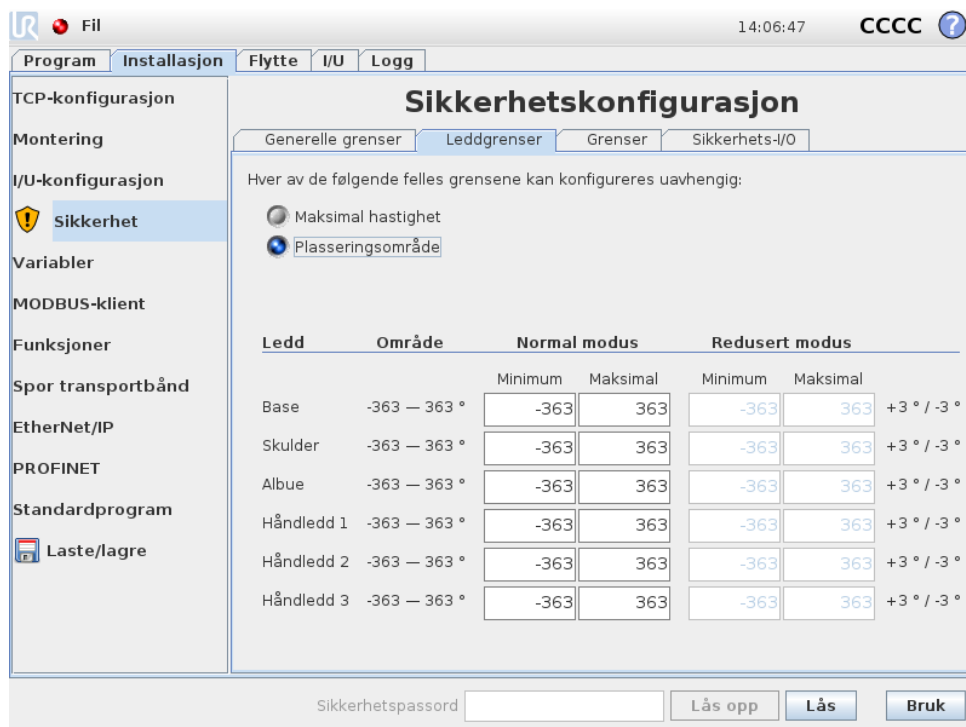 UR Fil 14:06:47 CCCC ?
Program Installasjon Flytte I/U Logg
TCP-konfigurasjon
Montering
I/U-konfigurasjon
Sikkerhet
Variabler
MODBUS-klient
Funksjoner
Spor transportbånd
EtherNet/IP
PROFINET
Standardprogram
Laste/lagre
Sikkerhetskonfigurasjon
Generelle grenser Leddgrenser Grenser Sikkerhets-I/O
Hver av de følgende felles grensene kan konfigureres uavhengig:
Maksimal hastighet
Plasseringsområde
Ledd Område Normal modus Redusert modus
Minimum Maksimal Minimum Maksimal
Base -363 — 363 ° -363 363 -363 363 +3 ° / -3 °
Skulder -363 — 363 ° -363 363 -363 363 +3 ° / -3 °
Albue -363 — 363 ° -363 363 -363 363 +3 ° / -3 °
Håndledd 1 -363 — 363 ° -363 363 -363 363 +3 ° / -3 °
Håndledd 2 -363 — 363 ° -363 363 -363 363 +3 ° / -3 °
Håndledd 3 -363 — 363 ° -363 363 -363 363 +3 ° / -3 °
Sikkerhetspassord Lås opp Lås Bruk